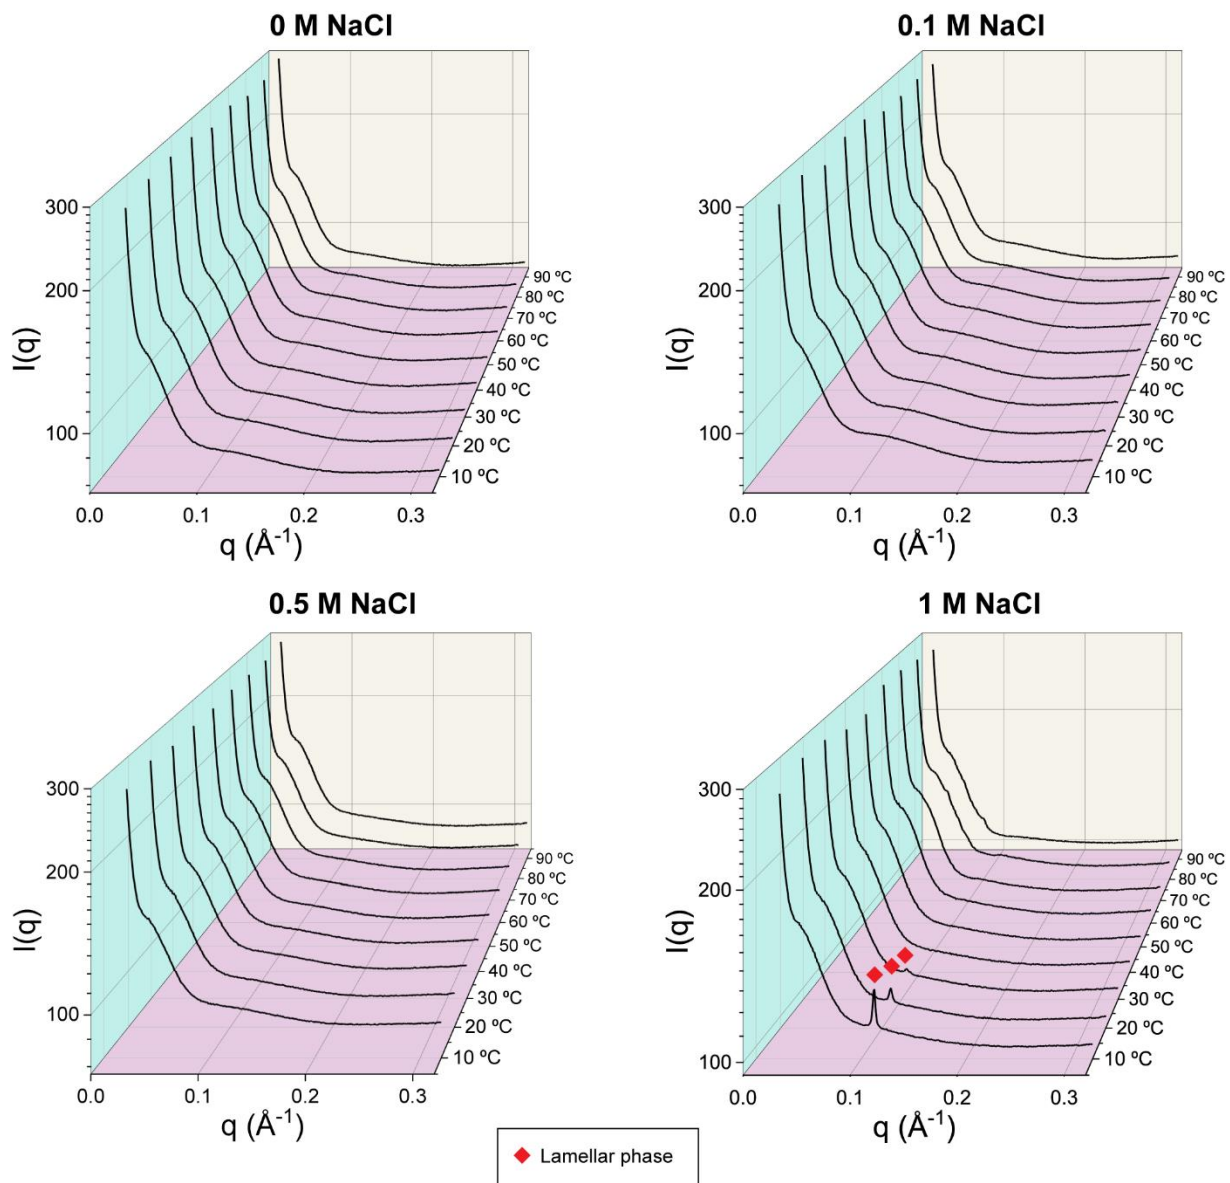 0 M NaCl
300
200
100
I(q)
0.0
0.1
0.2
0.3
q (Å⁻¹)
90 ºC
80 ºC
70 ºC
60 ºC
50 ºC
40 ºC
30 ºC
20 ºC
10 ºC
0.1 M NaCl
300
200
100
I(q)
0.0
0.1
0.2
0.3
q (Å⁻¹)
90 ºC
80 ºC
70 ºC
60 ºC
50 ºC
40 ºC
30 ºC
20 ºC
10 ºC
0.5 M NaCl
300
200
100
I(q)
0.0
0.1
0.2
0.3
q (Å⁻¹)
90 ºC
80 ºC
70 ºC
60 ºC
50 ºC
40 ºC
30 ºC
20 ºC
10 ºC
1 M NaCl
300
200
100
I(q)
0.0
0.1
0.2
0.3
q (Å⁻¹)
90 ºC
80 ºC
70 ºC
60 ºC
50 ºC
40 ºC
30 ºC
20 ºC
10 ºC
Lamellar phase